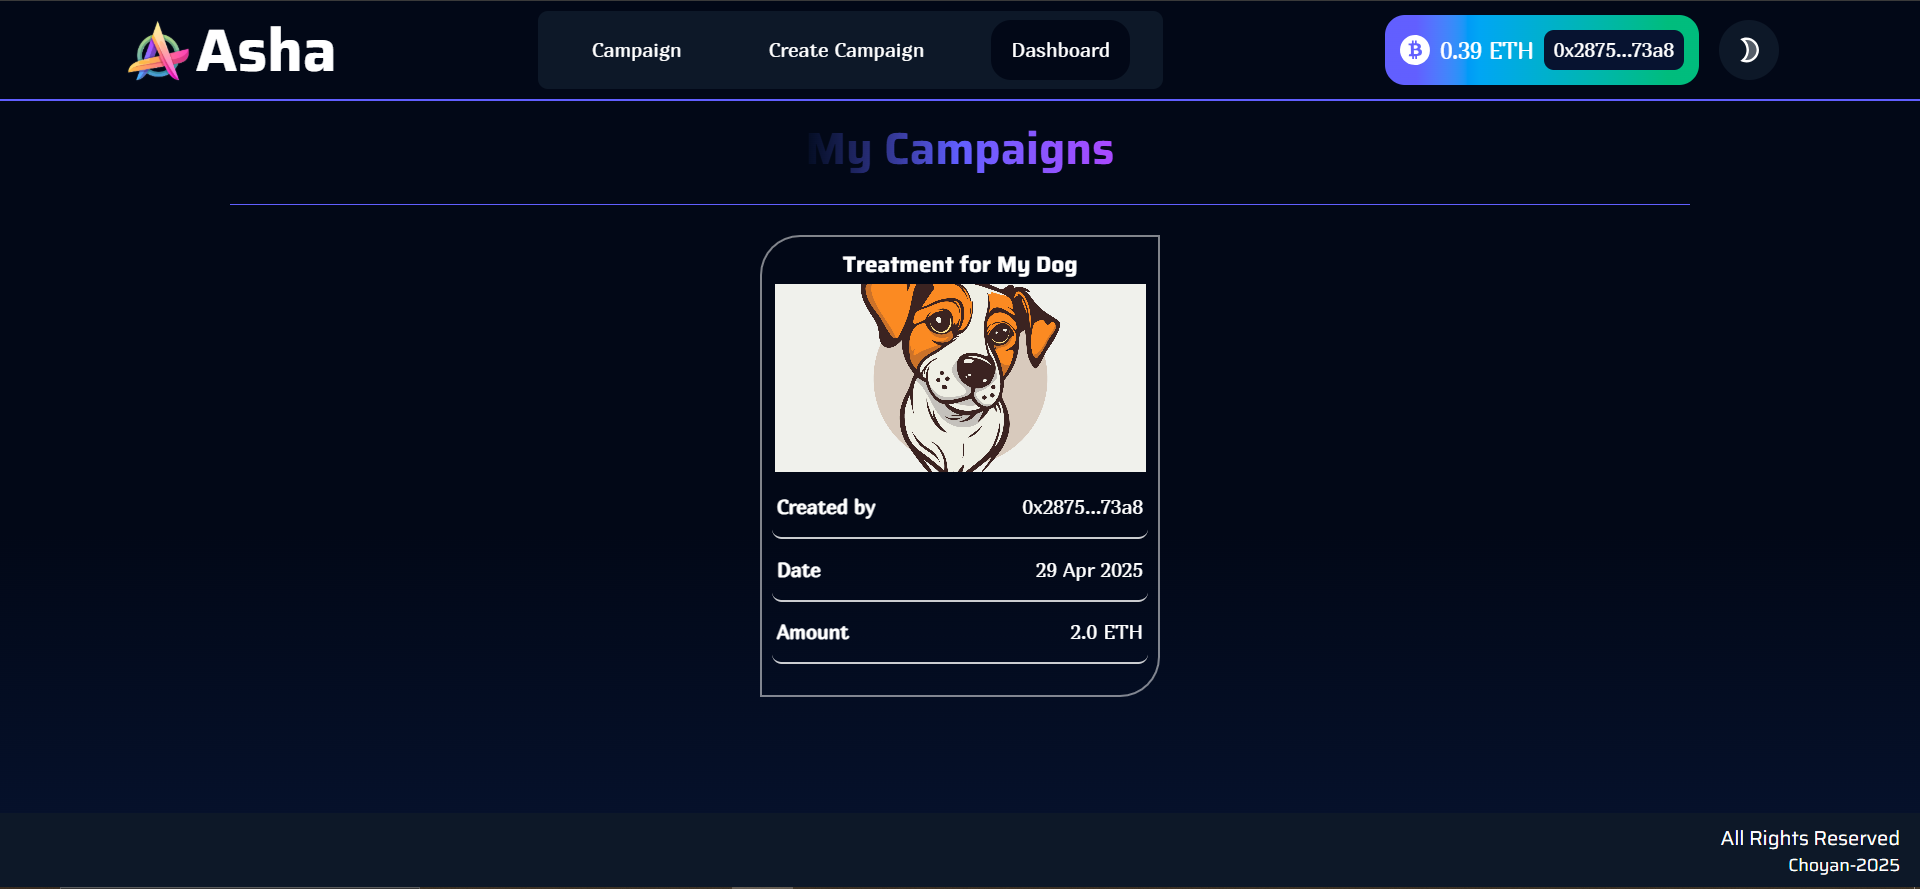 Asha
Campaign
Create Campaign
Dashboard
0.39 ETH
0x2875...73a8
My Campaigns
Treatment for My Dog
Created by 0x2875...73a8
Date 29 Apr 2025
Amount 2.0 ETH
All Rights Reserved
Choyan-2025